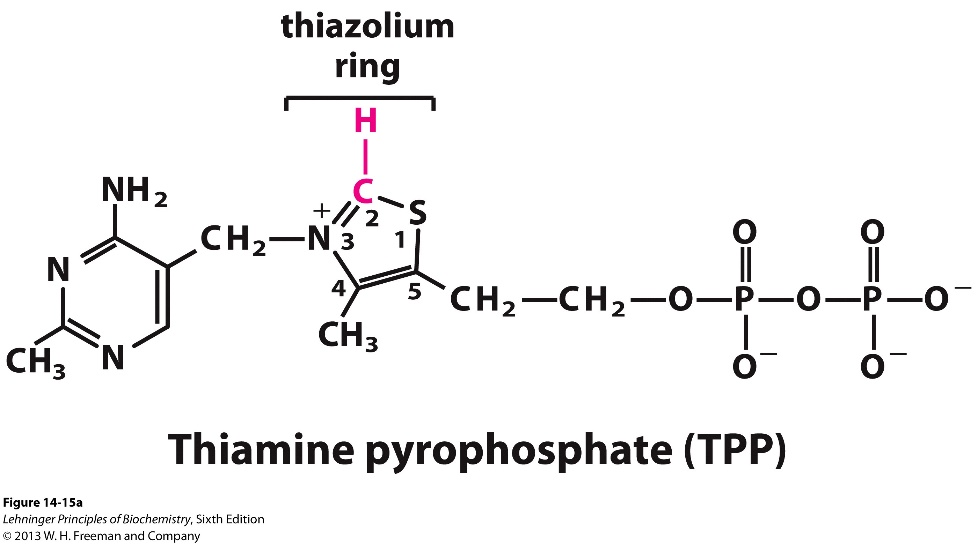 thiazolium
ring
H
C
2
S
1
+
N
3
4
5
NH₂
N
N
CH₃
CH₂
CH₃
CH₂—CH₂—O—P—O—P—O⁻
O
O
O⁻
O⁻
Thiamine pyrophosphate (TPP)
Figure 14-15a
Lehninger Principles of Biochemistry, Sixth Edition
© 2013 W. H. Freeman and Company